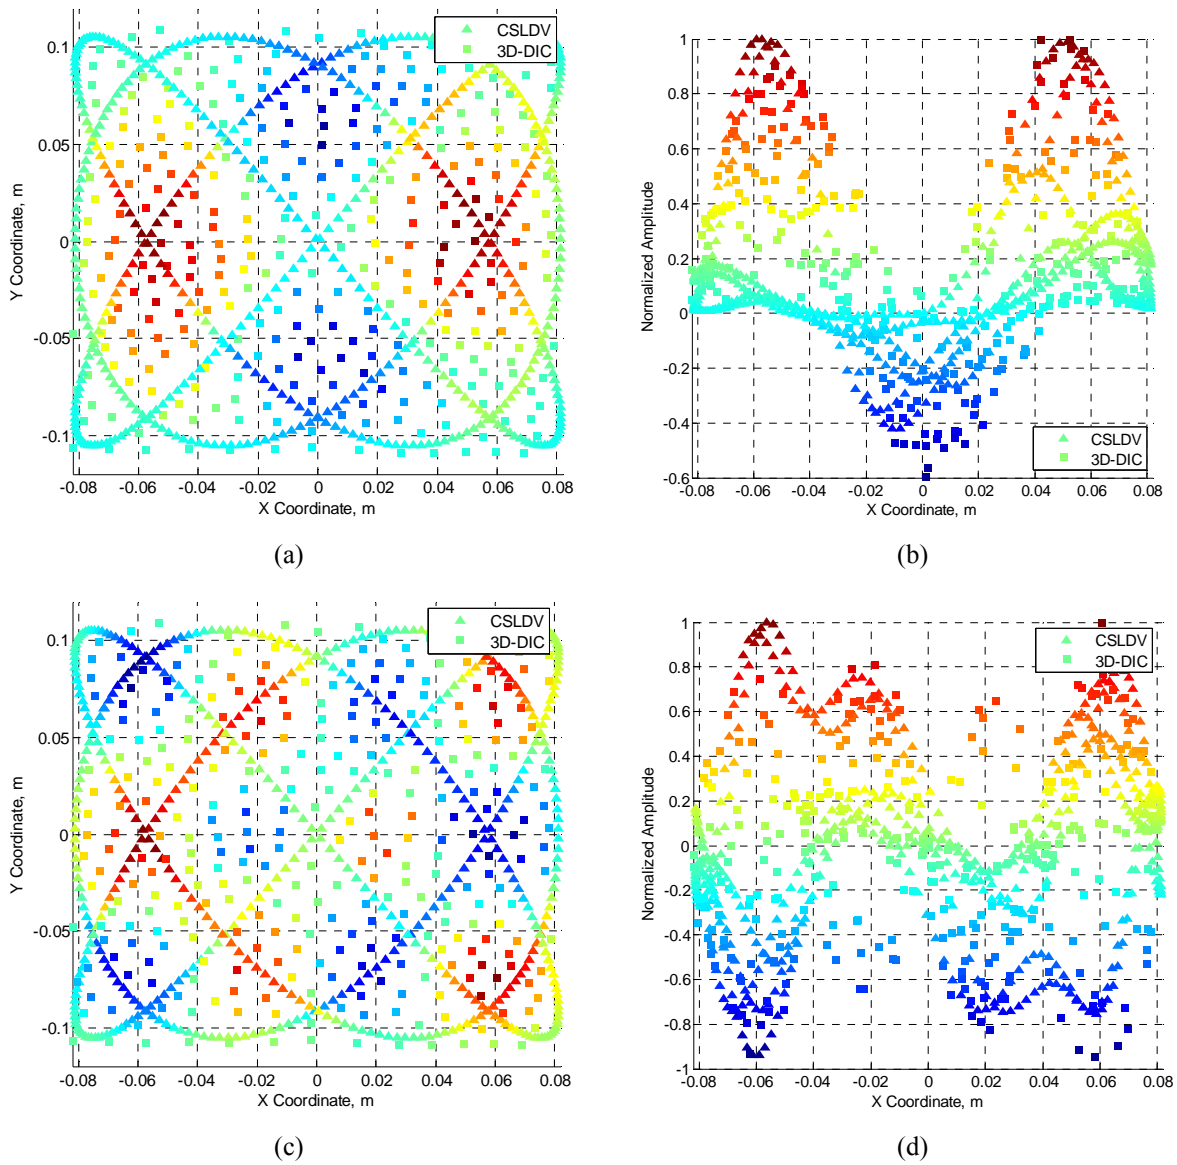 CSLDV
3D-DIC
0.1
0.05
0
-0.05
-0.1
Y Coordinate, m
-0.08 -0.06 -0.04 -0.02 0 0.02 0.04 0.06 0.08
X Coordinate, m
(a)
1
0.8
0.6
0.4
0.2
0
-0.2
-0.4
-0.6
Normalized Amplitude
CSLDV
3D-DIC
-0.08 -0.06 -0.04 -0.02 0 0.02 0.04 0.06 0.08
X Coordinate, m
(b)
CSLDV
3D-DIC
0.1
0.05
0
-0.05
-0.1
Y Coordinate, m
-0.08 -0.06 -0.04 -0.02 0 0.02 0.04 0.06 0.08
X Coordinate, m
(c)
CSLDV
3D-DIC
1
0.8
0.6
0.4
0.2
0
-0.2
-0.4
-0.6
-0.8
-1
Normalized Amplitude
-0.08 -0.06 -0.04 -0.02 0 0.02 0.04 0.06 0.08
X Coordinate, m
(d)